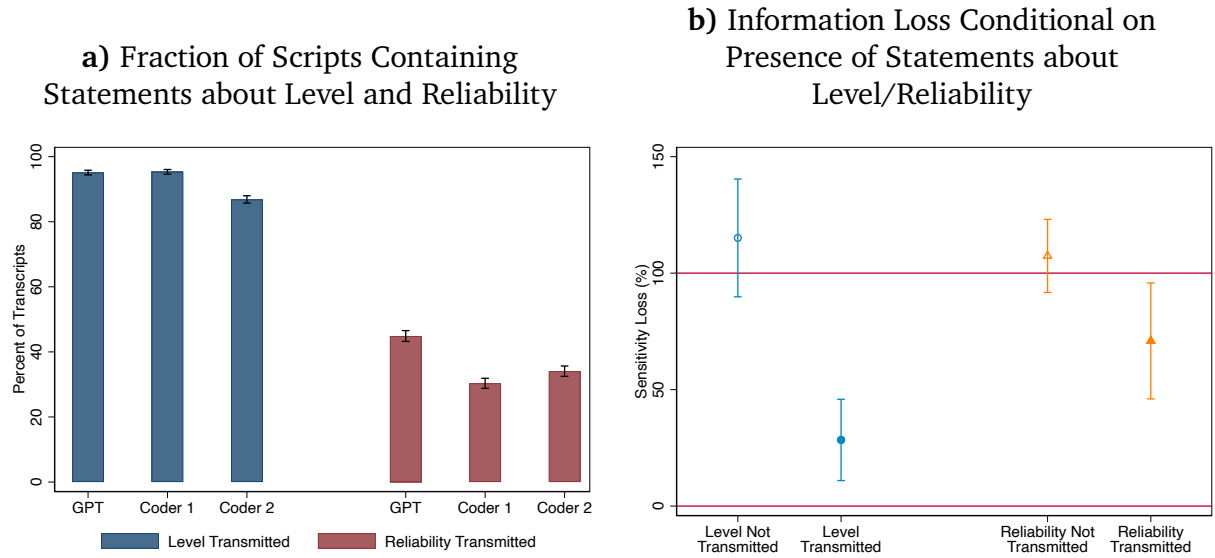 a) Fraction of Scripts Containing
Statements about Level and Reliability
Percent of Transcripts
100
80
60
40
20
0
GPT Coder 1 Coder 2 GPT Coder 1 Coder 2
Level Transmitted Reliability Transmitted
b) Information Loss Conditional on
Presence of Statements about
Level/Reliability
Sensitivity Loss (%)
150
100
50
0
Level Not Level Reliability Not Reliability
Transmitted Transmitted Transmitted Transmitted